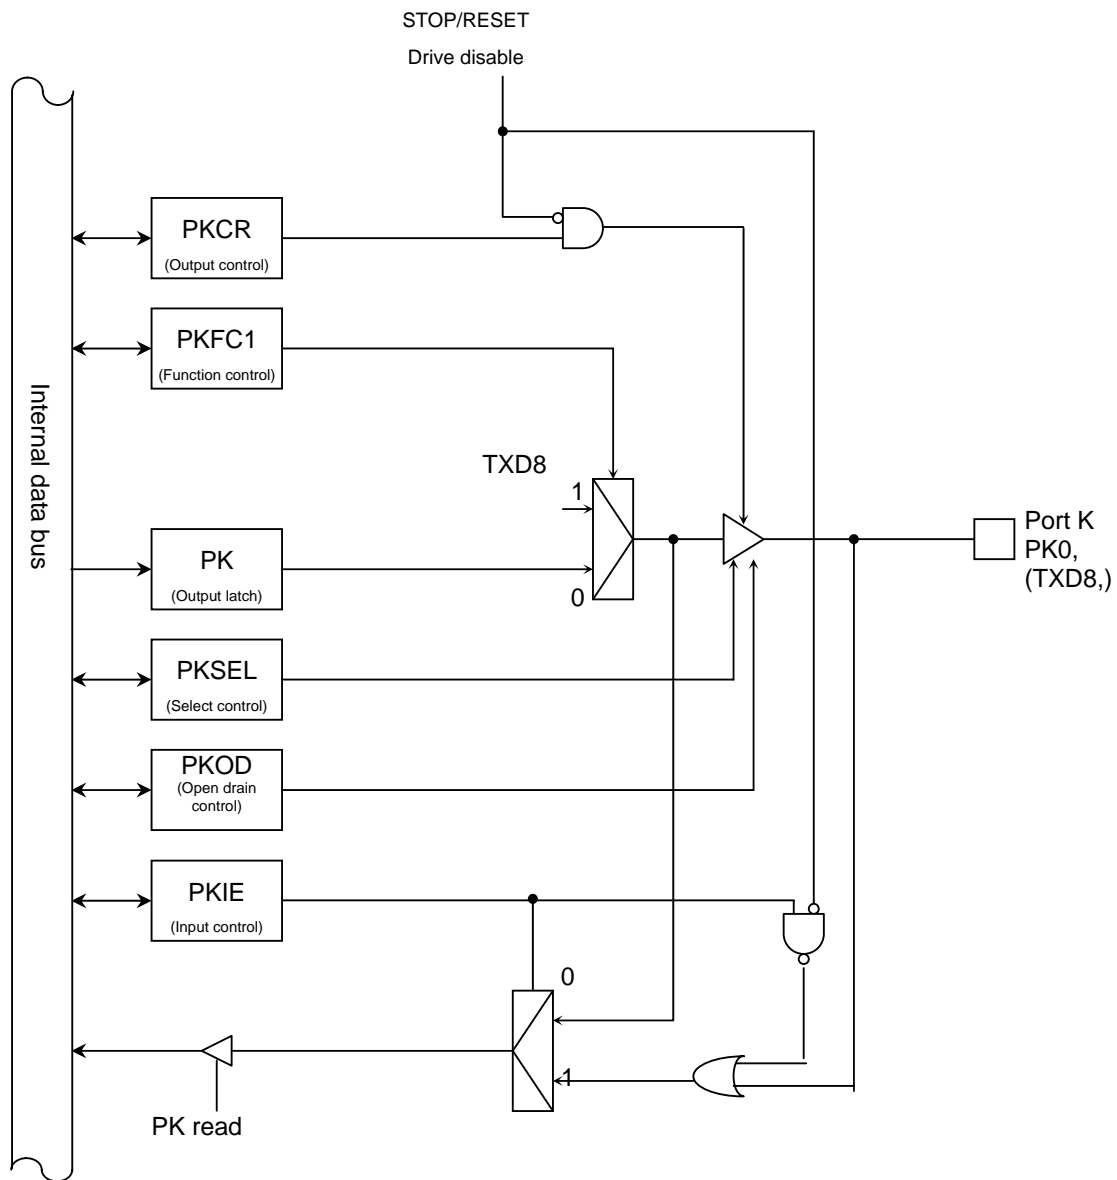 STOP/RESET
Drive disable
PKCR
(Output control)
PKFC1
(Function control)
Internal data bus
TXD8
1
0
PK
(Output latch)
Port K
PK0,
(TXD8,)
PKSEL
(Select control)
PKOD
(Open drain
control)
PKIE
(Input control)
0
1
PK read